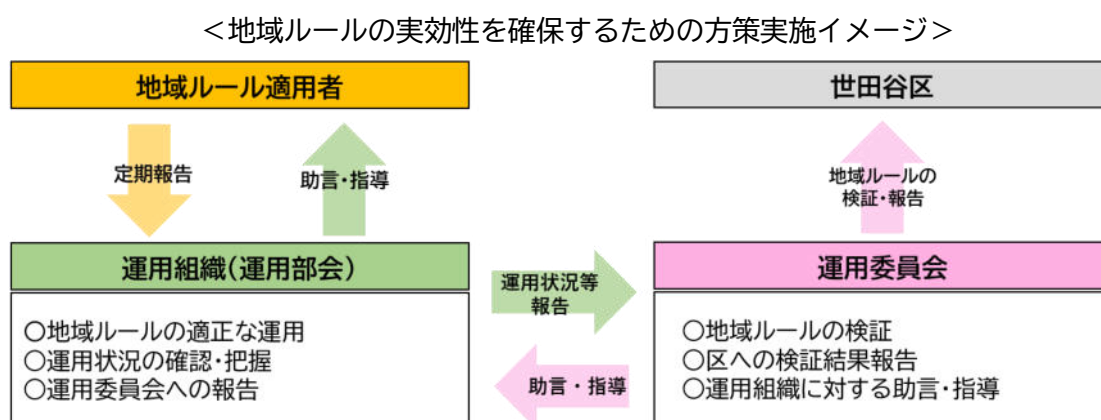 ＜地域ルールの実効性を確保するための方策実施イメージ＞
地域ルール適用者
世田谷区
定期報告
助言・指導
地域ルールの
検証・報告
運用組織（運用部会）
運用委員会
〇地域ルールの適正な運用
〇運用状況の確認・把握
〇運用委員会への報告
運用状況等
報告
助言・指導
〇地域ルールの検証
〇区への検証結果報告
〇運用組織に対する助言・指導